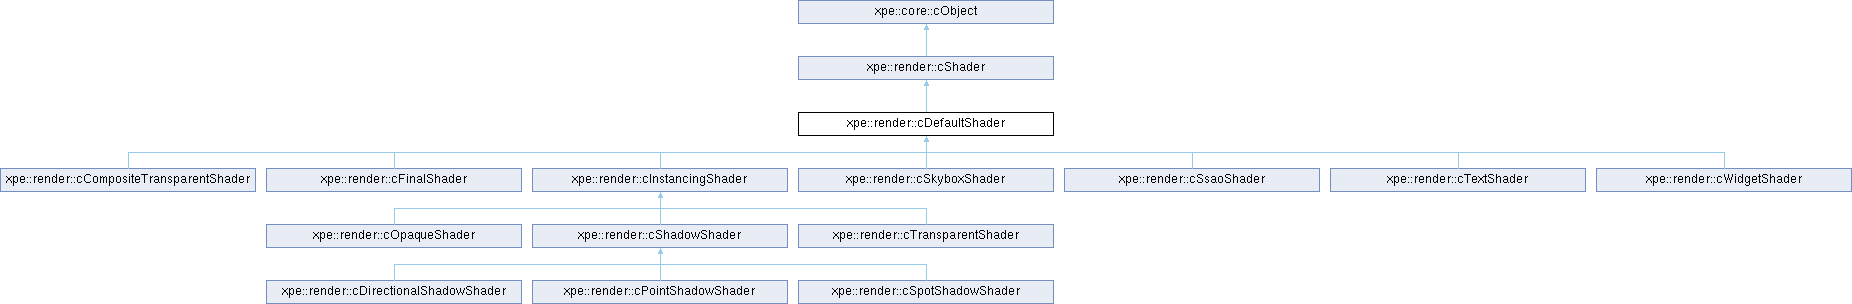 xpe::core::cObject
xpe::render::cShader
xpe::render::cDefaultShader
xpe::render::cCompositeTransparentShader
xpe::render::cFinalShader
xpe::render::cInstancingShader
xpe::render::cSkyboxShader
xpe::render::cSsaoShader
xpe::render::cTextShader
xpe::render::cWidgetShader
xpe::render::cOpaqueShader
xpe::render::cShadowShader
xpe::render::cTransparentShader
xpe::render::cDirectionalShadowShader
xpe::render::cPointShadowShader
xpe::render::cSpotShadowShader